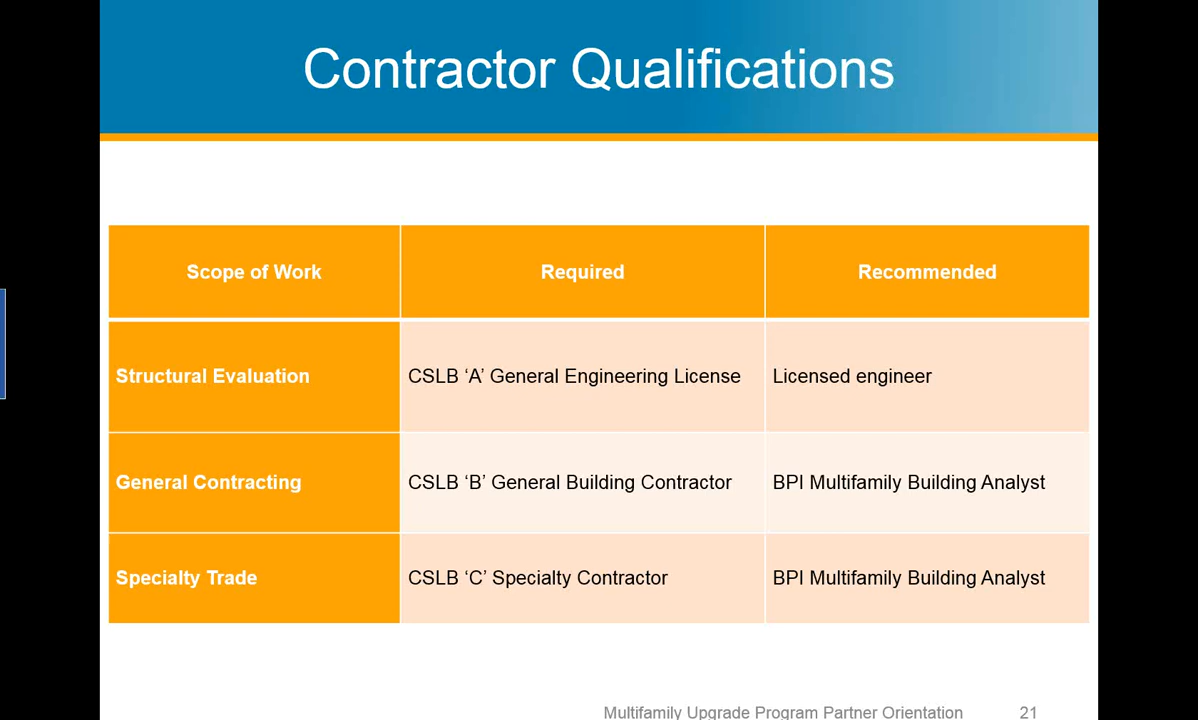 Contractor Qualifications
Scope of Work
Required
Recommended
Structural Evaluation
CSLB ‘A’ General Engineering License
Licensed engineer
General Contracting
CSLB ‘B’ General Building Contractor
BPI Multifamily Building Analyst
Specialty Trade
CSLB ‘C’ Specialty Contractor
BPI Multifamily Building Analyst
Multifamily Upgrade Program Partner Orientation
21